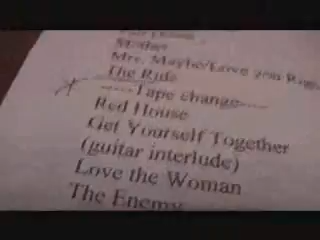 Mother
Mrs. Maybe/Love you
The Ride
-----Tape change-----
Red House
Get Yourself Together
(guitar interlude)
Love the Woman
The Enemy